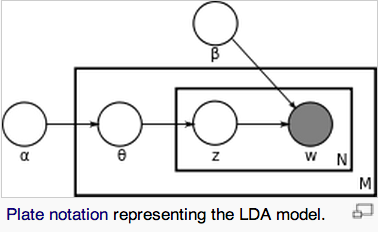 β
α
θ
z
w
N
M
Plate notation representing the LDA model.